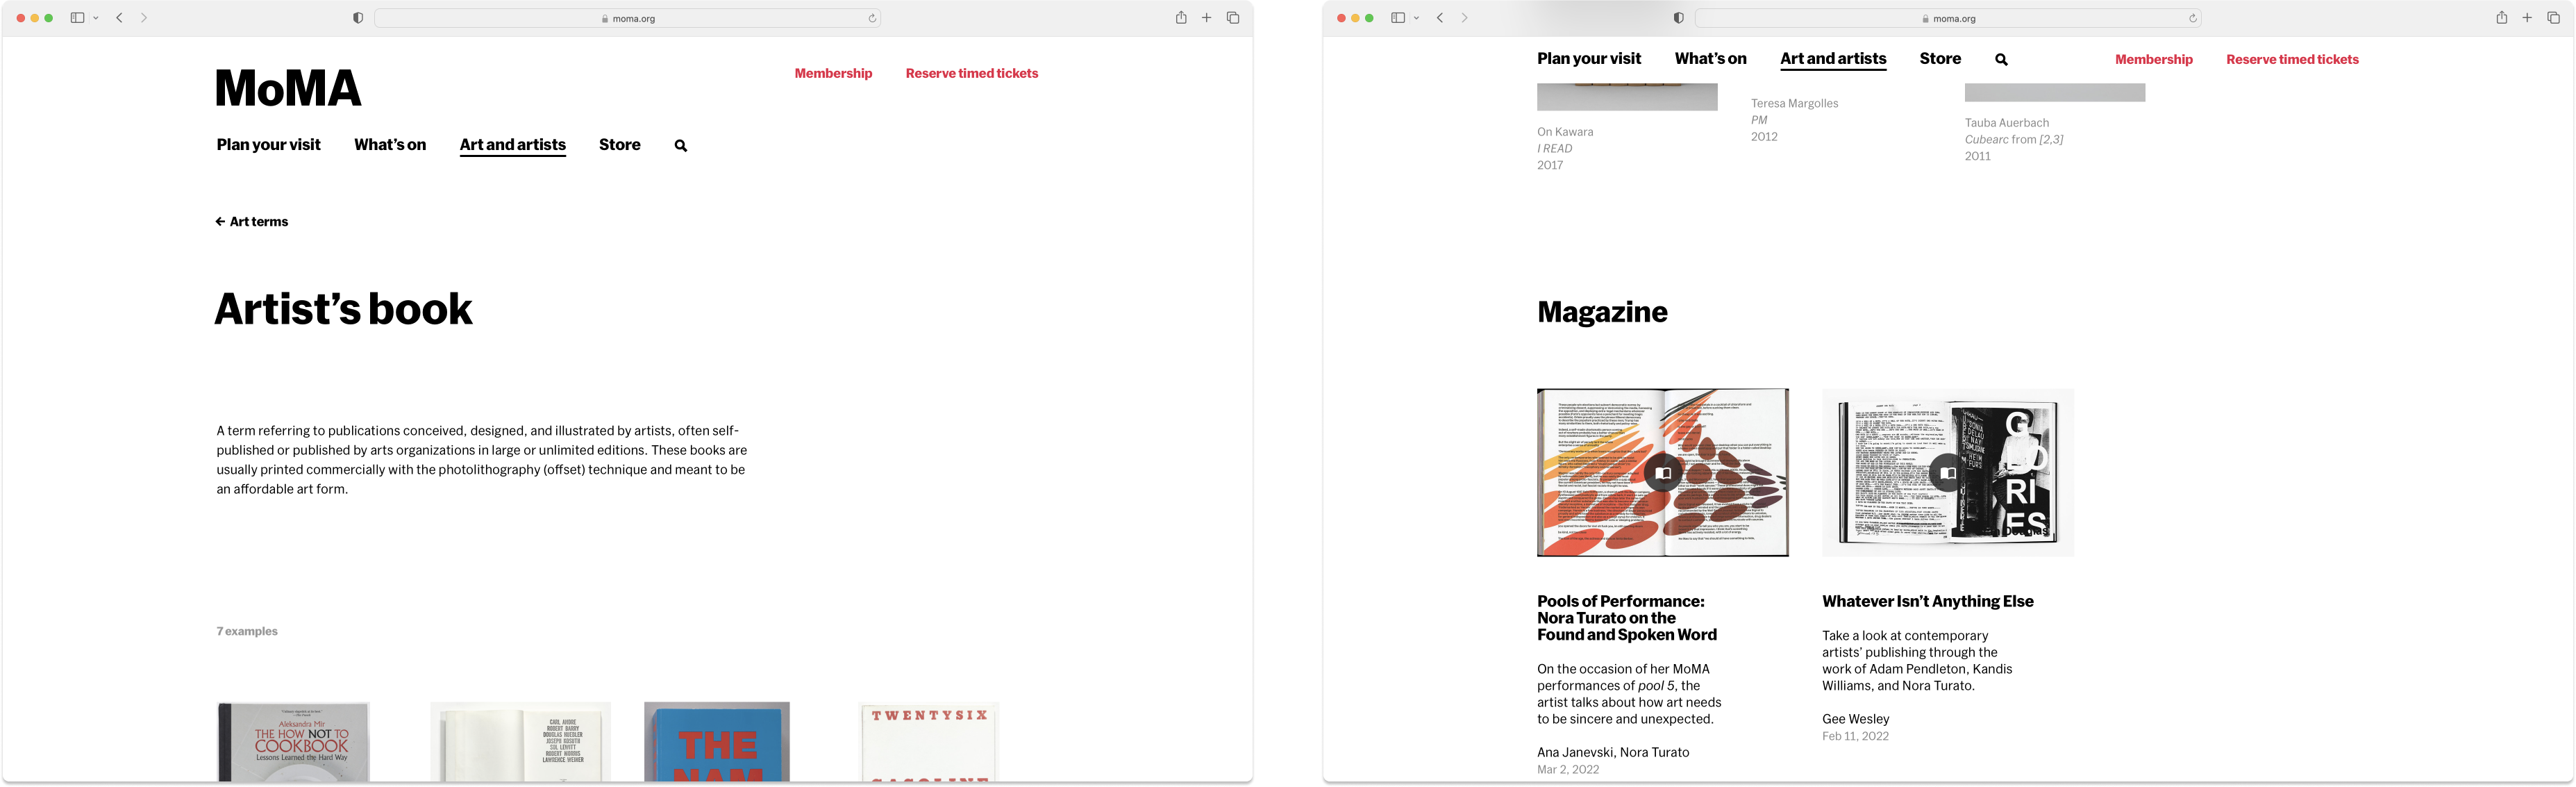 moma.org
MoMA
Membership
Reserve timed tickets
Plan your visit
What's on
Art and artists
Store
← Art terms
Artist's book
A term referring to publications conceived, designed, and illustrated by artists, often self-
published or published by arts organizations in large or unlimited editions. These books are
usually printed commercially with the photolithography (offset) technique and meant to be
an affordable art form.
7 examples
Aleksandra Mir
THE HOW NOT TO
COOKBOOK
Lessons Learned the Hard Way
CARL ANDRE
ROBERT BARRY
DOUGLAS HUEBLER
JOSEPH KOSUTH
SOL LEWITT
ROBERT MORRIS
LAWRENCE WEINER
THE
NAM
TWENTYSIX
GASOLINE
moma.org
Plan your visit
What's on
Art and artists
Store
Membership
Reserve timed tickets
On Kawara
I READ
2017
Teresa Margolles
PM
2012
Tauba Auerbach
Cubearc from [2,3]
2011
Magazine
Pools of Performance:
Nora Turato on the
Found and Spoken Word
On the occasion of her MoMA
performances of pool 5, the
artist talks about how art needs
to be sincere and unexpected.
Ana Janevski, Nora Turato
Mar 2, 2022
G
RI
ES
Whatever Isn't Anything Else
Take a look at contemporary
artists' publishing through the
work of Adam Pendleton, Kandis
Williams, and Nora Turato.
Gee Wesley
Feb 11, 2022